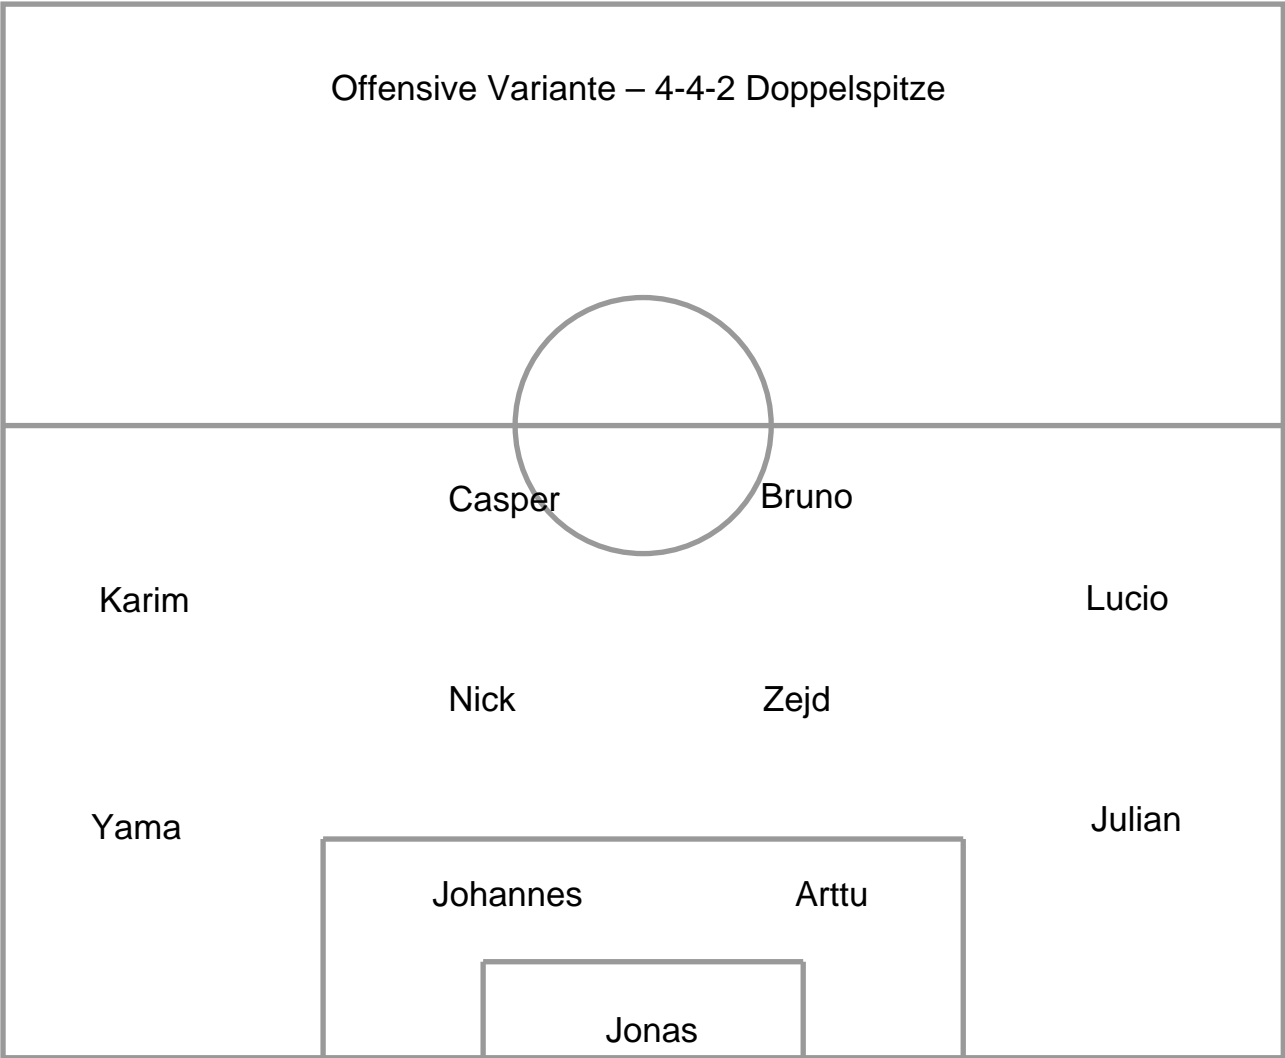 Offensive Variante – 4-4-2 Doppelspitze
Casper Bruno
Karim Lucio
Nick Zejd
Yama Julian
Johannes Arttu
Jonas